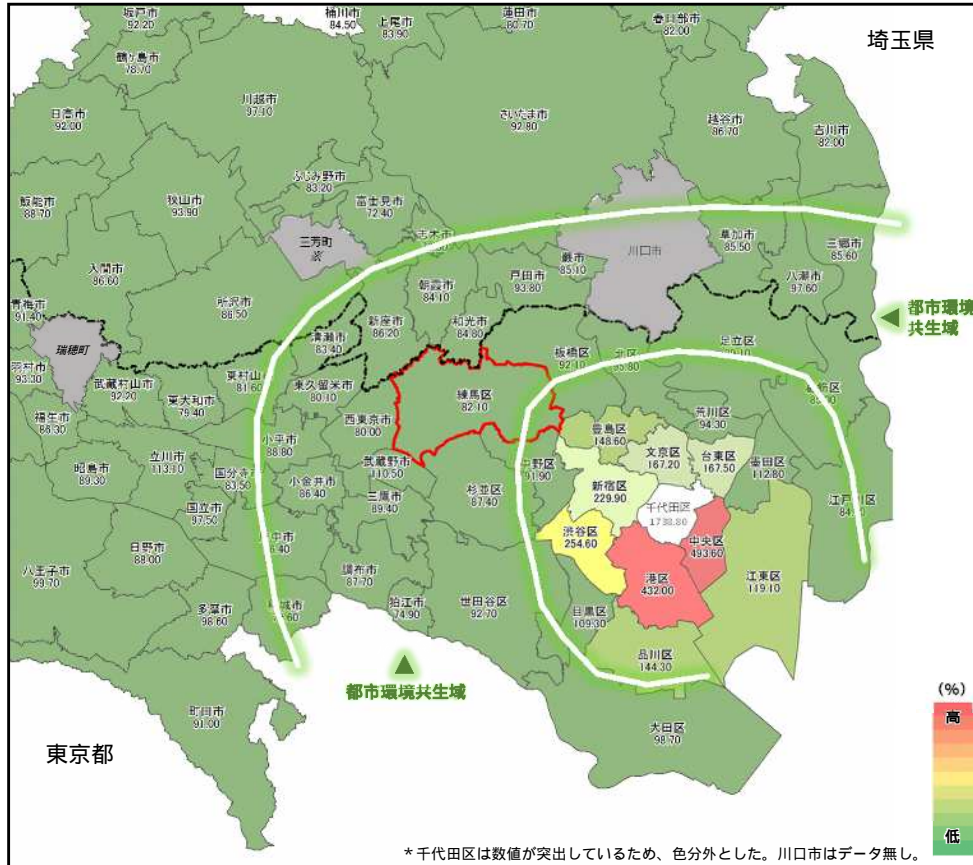 坂戸市
92.20
桶川市
84.50
上尾市
83.90
蓮田市
春日部市
82.00
埼玉県
鶴ヶ島市
78.70
川越市
97.10
さいたま市
92.80
越谷市
86.70
吉川市
82.00
日高市
92.00
ふじみ野市
83.20
富士見市
72.40
飯能市
88.70
狭山市
93.90
三芳町
※
志木市
川口市
草加市
85.50
三郷市
85.60
蕨市
85.10
戸田市
93.80
八潮市
97.60
入間市
86.60
朝霞市
84.10
所沢市
86.50
青梅市
91.40
新座市
86.20
和光市
84.80
都市環境
共生域
瑞穂町
清瀬市
83.40
足立区
板橋区
92.10
北区
羽村市
93.30
武蔵村山市
92.20
東村山
81.60
東久留米市
80.10
練馬区
82.10
東大和市
79.40
福生市
86.30
西東京市
80.00
豊島区
148.60
荒川区
94.30
文京区
167.20
台東区
167.50
墨田区
112.80
小平市
88.80
立川市
113.10
昭島市
89.30
国分寺
83.50
武蔵野市
110.50
中野区
91.90
小金井市
86.40
三鷹市
89.40
杉並区
87.40
新宿区
229.90
江戸川区
国立市
97.50
千代田区
1738.80
渋谷区
254.60
中央区
493.60
日野市
88.00
八王子市
99.70
調布市
87.70
港区
432.00
江東区
119.10
多摩市
98.60
狛江市
74.90
世田谷区
92.70
目黒区
109.30
品川区
144.30
都市環境共生域
町田市
91.00
大田区
98.70
東京都
(%)
高
低
*千代田区は数値が突出しているため、色分外とした。川口市はデータ無し。